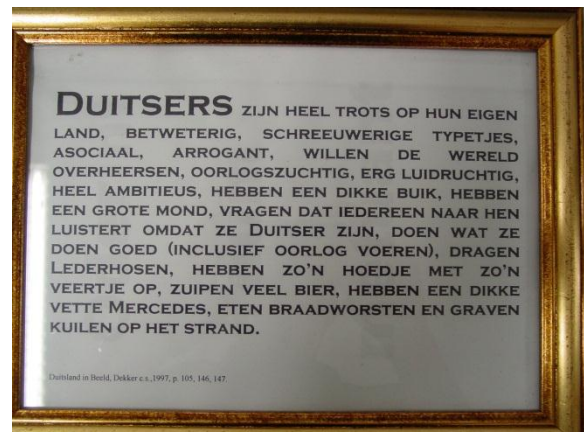 DUITSERS ZIJN HEEL TROTS OP HUN EIGEN
LAND, BETWETERIG, SCHREEUWERIGE TYPETJES,
ASOCIAAL, ARROGANT, WILLEN DE WERELD
OVERHEERSEN, OORLOGSZUCHTIG, ERG LUIDRUCHTIG,
HEEL AMBITIEUS, HEBBEN EEN DIKKE BUIK, HEBBEN
EEN GROTE MOND, VRAGEN DAT IEDEREEN NAAR HEN
LUISTERT OMDAT ZE DUITSER ZIJN, DOEN WAT ZE
DOEN GOED (INCLUSIEF OORLOG VOEREN), DRAGEN
LEDERHOSEN, HEBBEN ZO'N HOEDJE MET ZO'N
VEERTJE OP, ZUIPEN VEEL BIER, HEBBEN EEN DIKKE
VETTE MERCEDES, ETEN BRAADWORSTEN EN GRAVEN
KUILEN OP HET STRAND.
Duitsland in Beeld, Dekker c.s.,1997, p. 105, 146, 147.